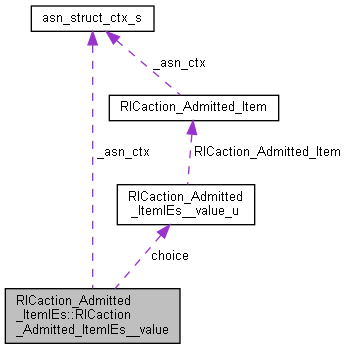 asn_struct_ctx_s
_asn_ctx
RICaction_Admitted_Item
_asn_ctx
RICaction_Admitted_Item
RICaction_Admitted
_ItemIEs__value_u
choice
RICaction_Admitted
_ItemIEs::RICaction
_Admitted_ItemIEs__value